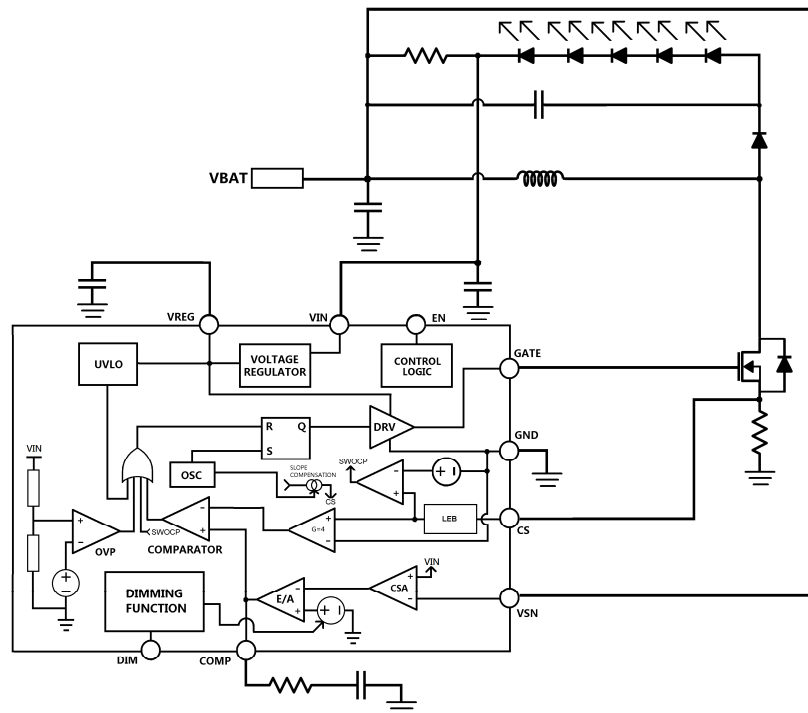 VBAT
VREG
VIN
EN
GATE
UVLO
VOLTAGE
REGULATOR
CONTROL
LOGIC
R Q
S
DRV
GND
VIN
OSC
SLOPE
COMPENSATION
CS
SWOCP
+
-
+ -
-
+
SWOCP
OVP
COMPARATOR
-
+
G=4
+
-
LEB
CS
+
-
DIMMING
FUNCTION
E/A
-
+
+ -
CSA
+
-
VIN
VSN
DIM
COMP